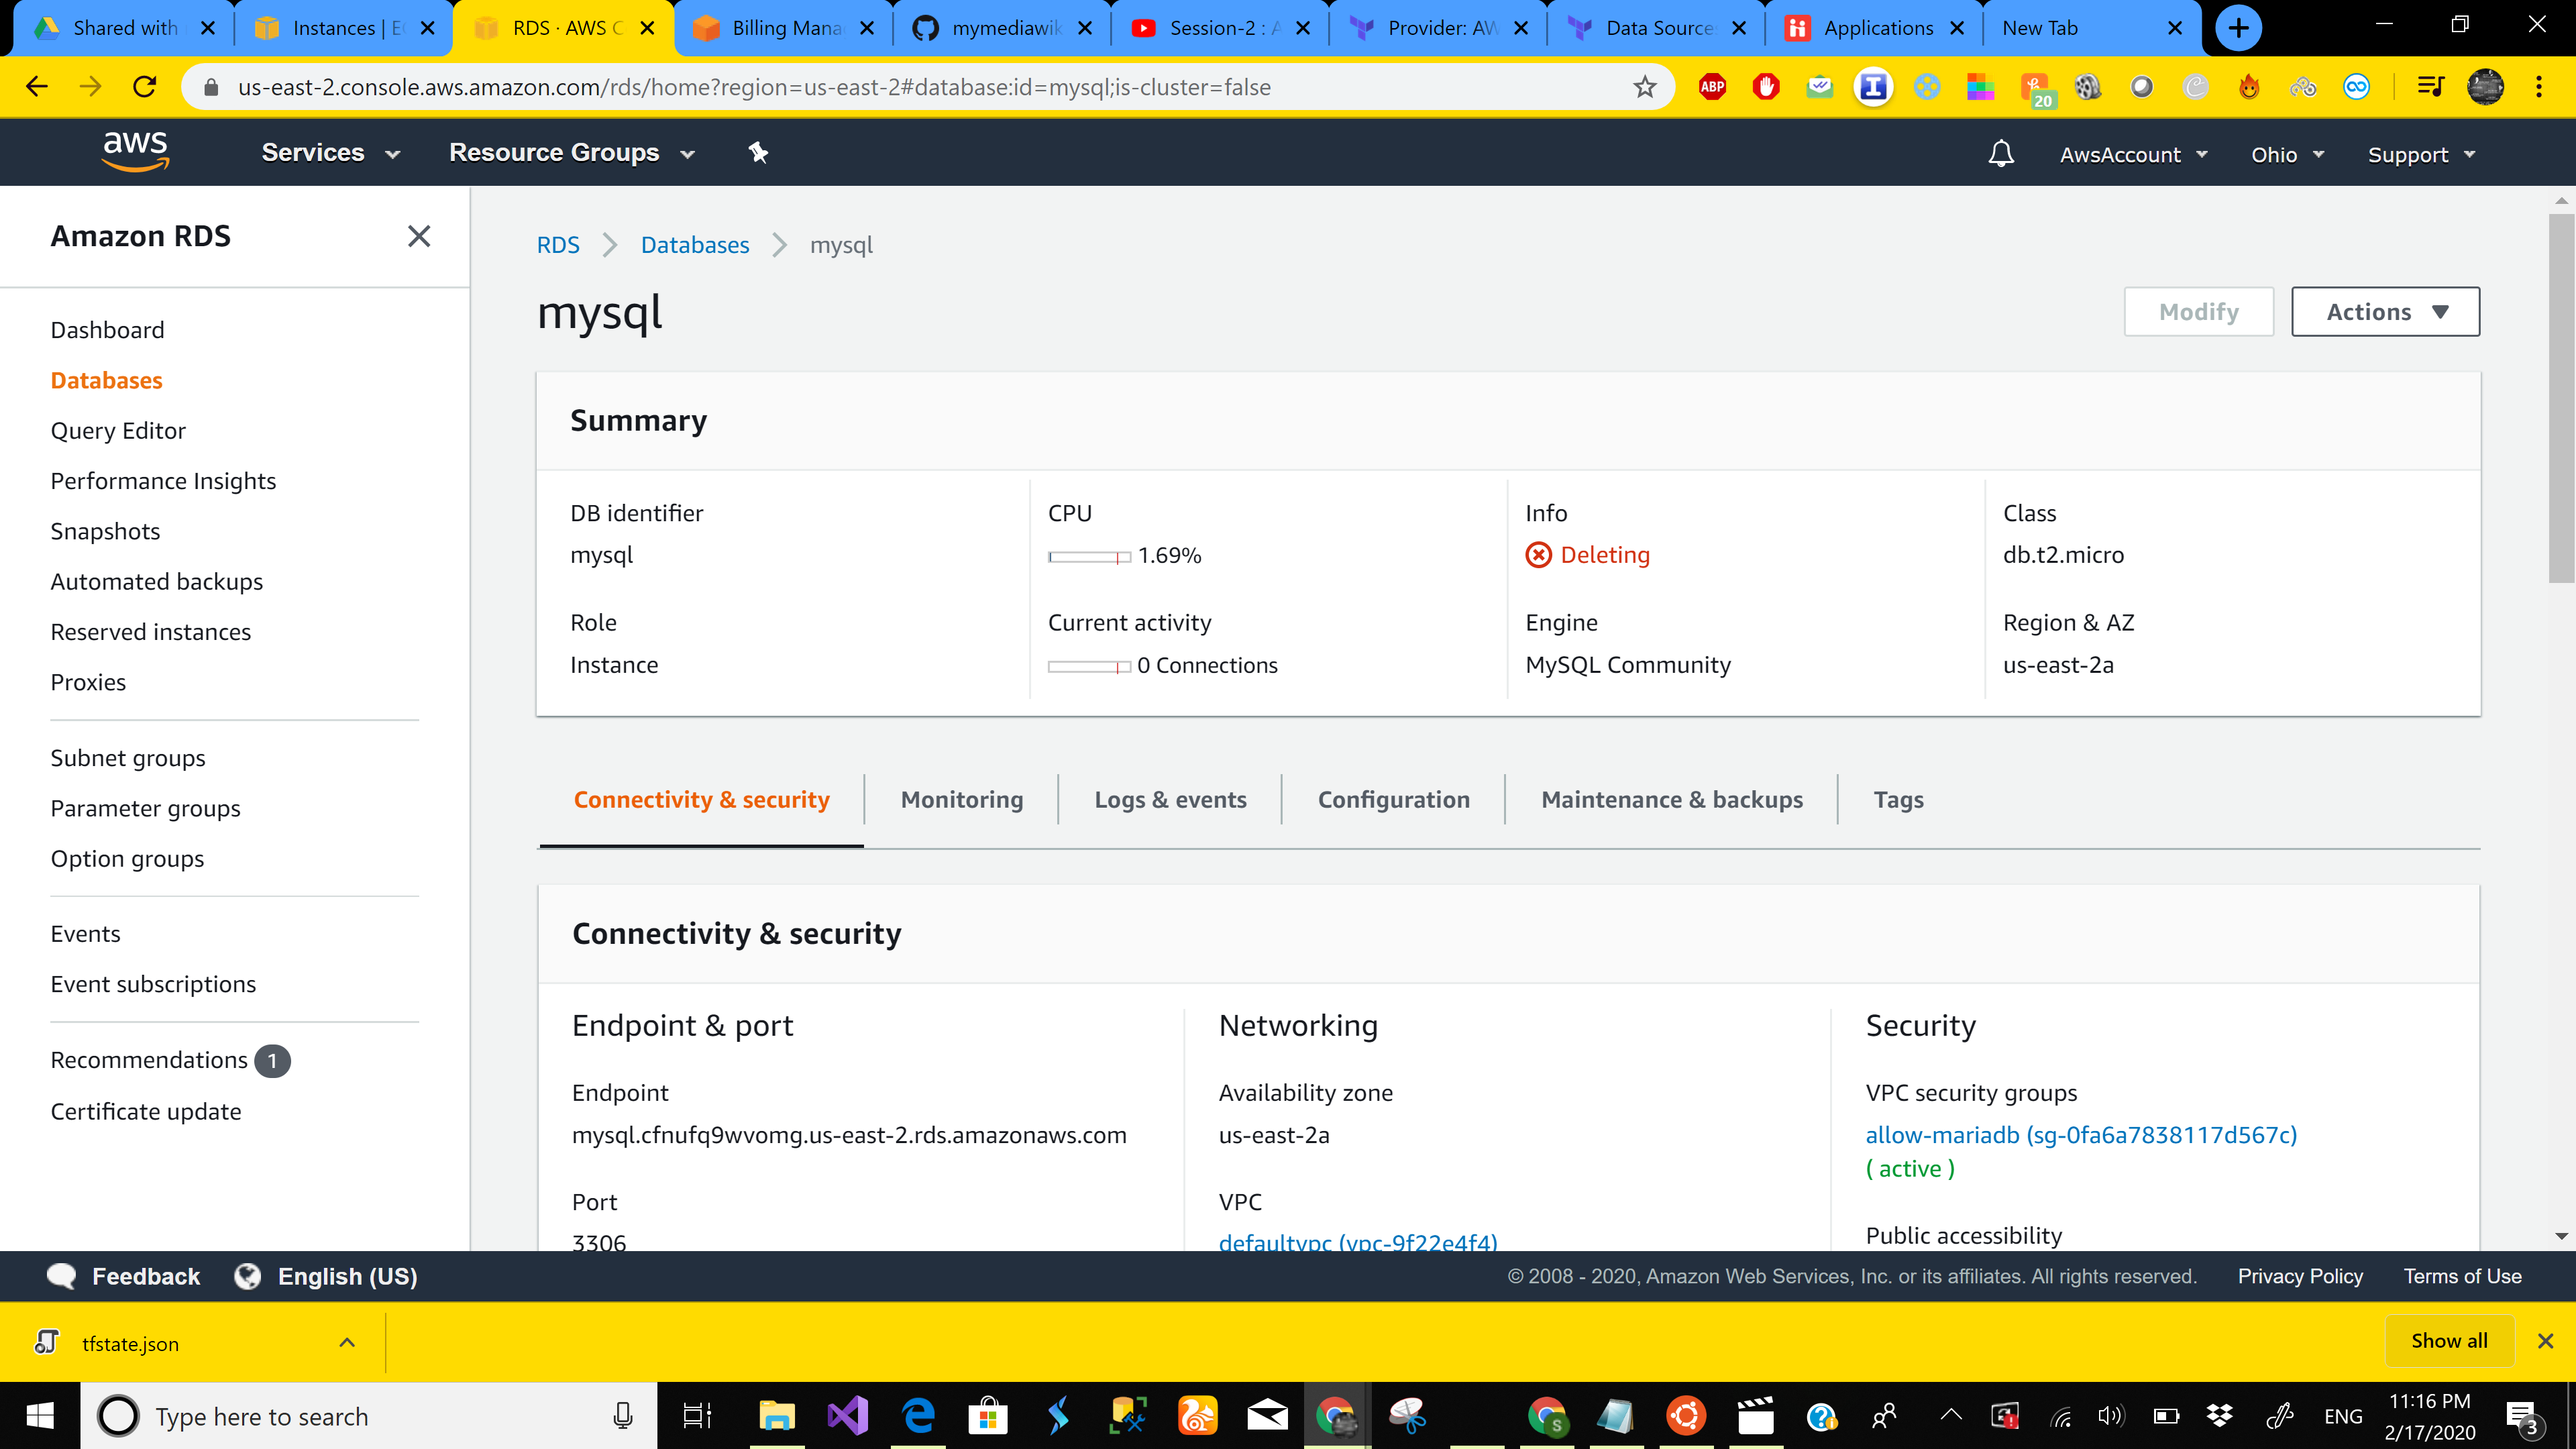 Shared with
Instances | EC
RDS · AWS C
Billing Mana
mymediawik
Session-2 : A
Provider: AW
Data Source
Applications
New Tab
us-east-2.console.aws.amazon.com/rds/home?region=us-east-2#database:id=mysql;is-cluster=false
ABP
20
aws
Services
Resource Groups
AwsAccount
Ohio
Support
Amazon RDS
Dashboard
Databases
Query Editor
Performance Insights
Snapshots
Automated backups
Reserved instances
Proxies
Subnet groups
Parameter groups
Option groups
Events
Event subscriptions
Recommendations 1
Certificate update
RDS > Databases > mysql
mysql
Modify
Actions
Summary
DB identifier
mysql
CPU
1.69%
Info
Deleting
Class
db.t2.micro
Role
Instance
Current activity
0 Connections
Engine
MySQL Community
Region & AZ
us-east-2a
Connectivity & security
Monitoring
Logs & events
Configuration
Maintenance & backups
Tags
Connectivity & security
Endpoint & port
Endpoint
mysql.cfnufq9wvomg.us-east-2.rds.amazonaws.com
Port
3306
Networking
Availability zone
us-east-2a
VPC
defaultvpc (vpc-9f22e4f4)
Security
VPC security groups
allow-mariadb (sg-0fa6a7838117d567c)
( active )
Public accessibility
Feedback
English (US)
© 2008 - 2020, Amazon Web Services, Inc. or its affiliates. All rights reserved.
Privacy Policy
Terms of Use
tfstate.json
Show all
Type here to search
S
ENG
11:16 PM
2/17/2020
3